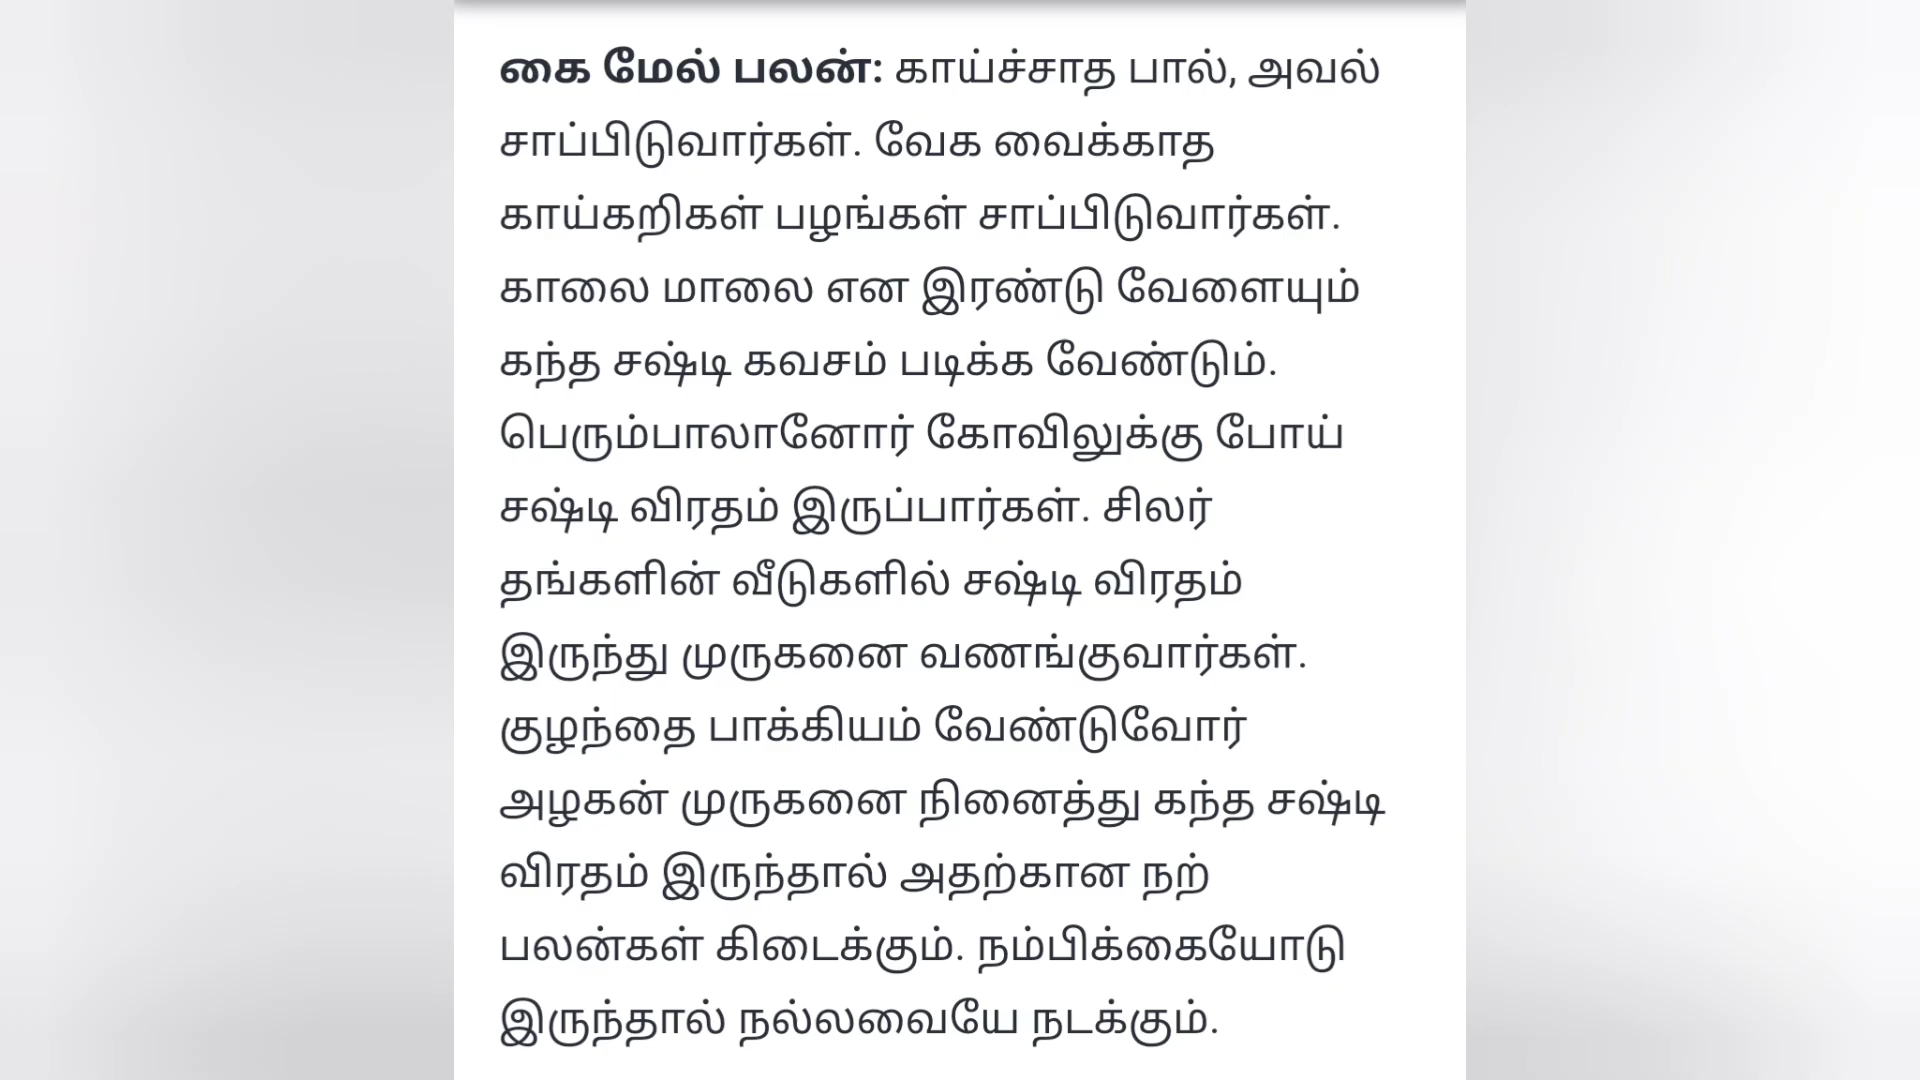 கை மேல் பலன்: காய்ச்சாத பால், அவல்
சாப்பிடுவார்கள். வேக வைக்காத
காய்கறிகள் பழங்கள் சாப்பிடுவார்கள்.
காலை மாலை என இரண்டு வேளையும்
கந்த சஷ்டி கவசம் படிக்க வேண்டும்.
பெரும்பாலானோர் கோவிலுக்கு போய்
சஷ்டி விரதம் இருப்பார்கள். சிலர்
தங்களின் வீடுகளில் சஷ்டி விரதம்
இருந்து முருகனை வணங்குவார்கள்.
குழந்தை பாக்கியம் வேண்டுவோர்
அழகன் முருகனை நினைத்து கந்த சஷ்டி
விரதம் இருந்தால் அதற்கான நற்
பலன்கள் கிடைக்கும். நம்பிக்கையோடு
இருந்தால் நல்லவையே நடக்கும்.